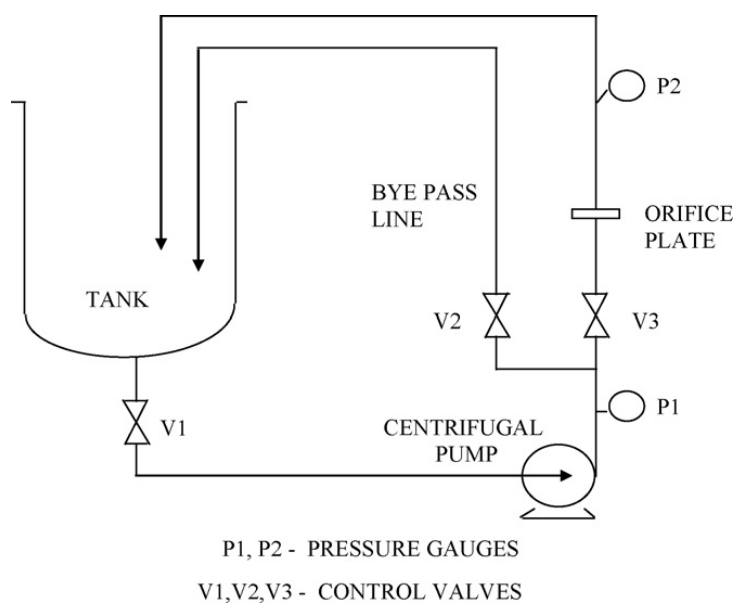 P2
BYE PASS
LINE
ORIFICE
PLATE
TANK
V2
V3
V1
P1
CENTRIFUGAL
PUMP
P1, P2 - PRESSURE GAUGES
V1,V2,V3 - CONTROL VALVES